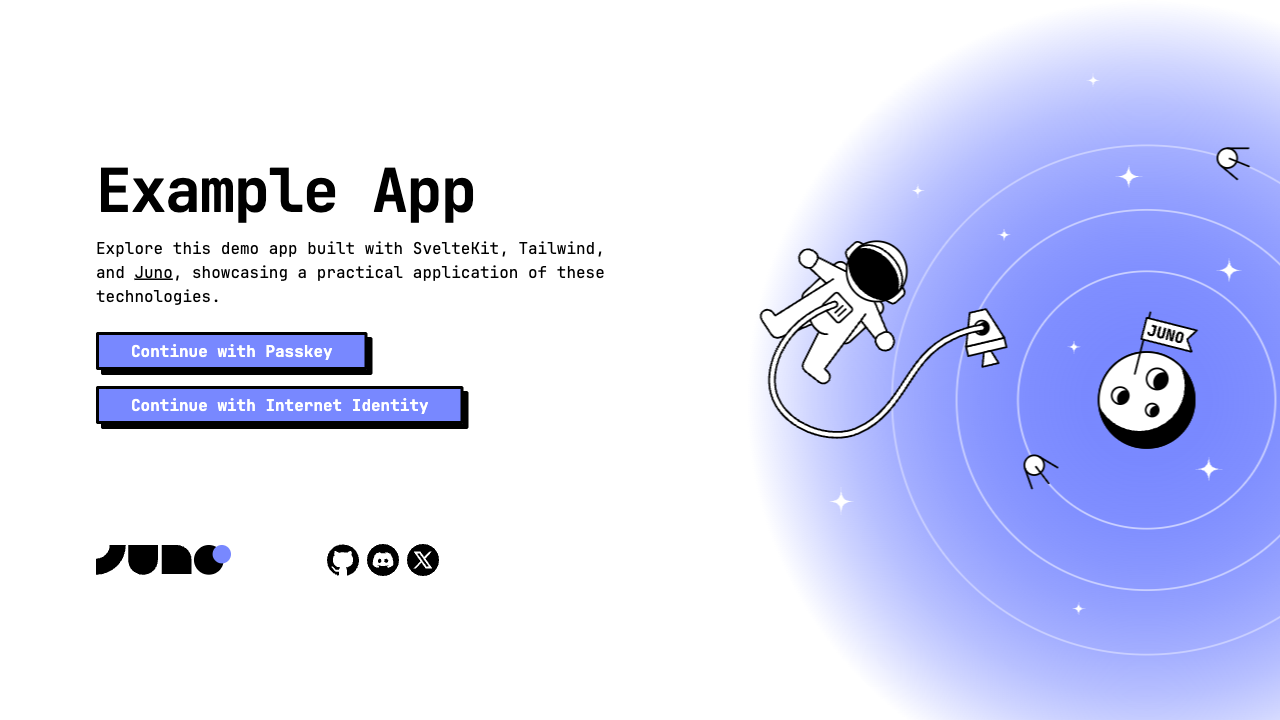 Example App
Explore this demo app built with SvelteKit, Tailwind,
and Juno, showcasing a practical application of these
technologies.
Continue with Passkey
Continue with Internet Identity
JUNO
JUNO